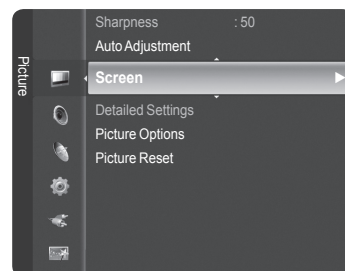 Picture
Sharpness : 50
Auto Adjustment
Screen
Detailed Settings
Picture Options
Picture Reset